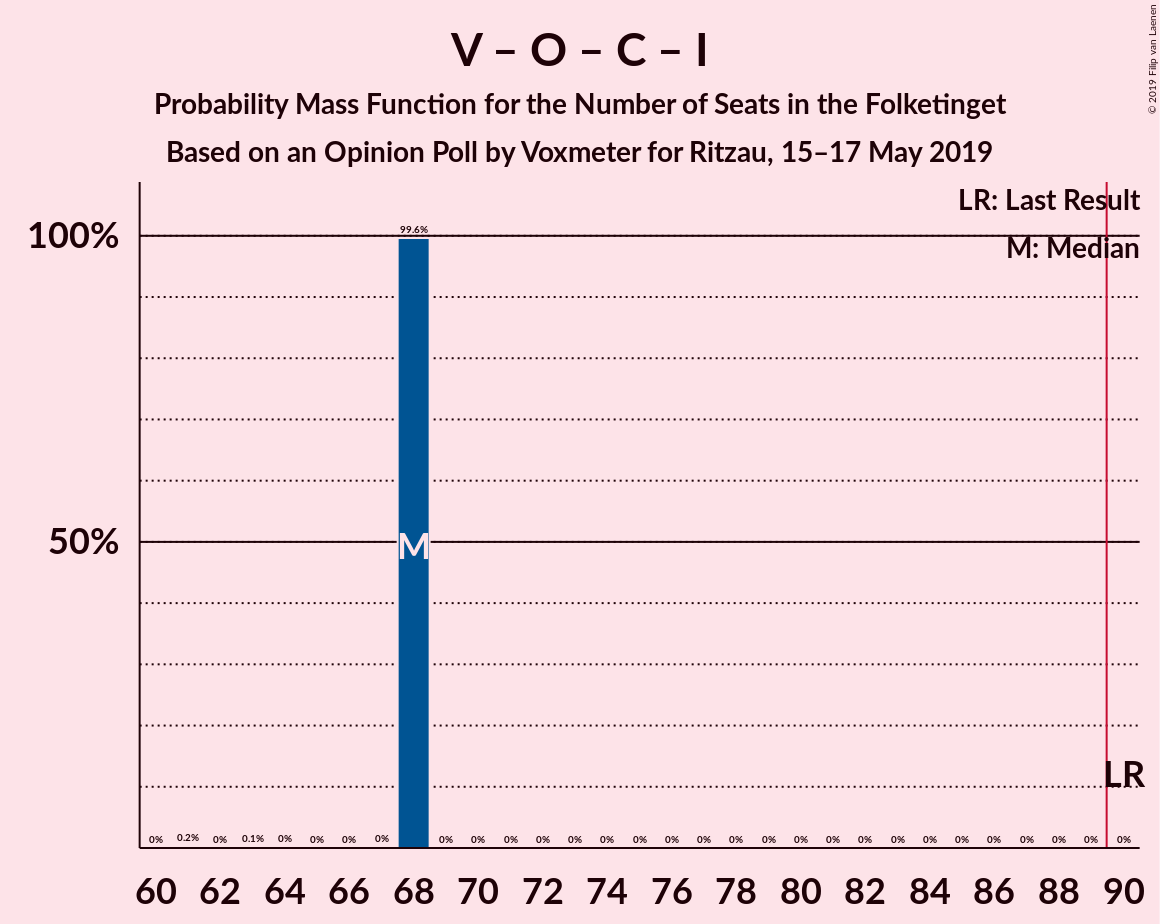 V – O – C – I
Probability Mass Function for the Number of Seats in the Folketinget
Based on an Opinion Poll by Voxmeter for Ritzau, 15–17 May 2019
© 2019 Filip van Laenen
LR: Last Result
M: Median
100%
50%
99.6%
M
LR
0% 0.2% 0% 0.1% 0% 0% 0% 0% 0% 0% 0% 0% 0% 0% 0% 0% 0% 0% 0% 0% 0% 0% 0% 0% 0% 0% 0% 0% 0% 0%
60 62 64 66 68 70 72 74 76 78 80 82 84 86 88 90